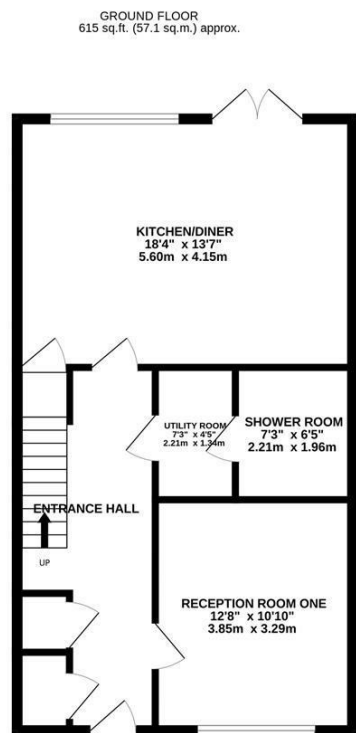 GROUND FLOOR
615 sq.ft. (57.1 sq.m.) approx.
KITCHEN/DINER
18'4" x 13'7"
5.60m x 4.15m
UTILITY ROOM
7'3" x 4'5"
2.21m x 1.34m
SHOWER ROOM
7'3" x 6'5"
2.21m x 1.96m
ENTRANCE HALL
UP
RECEPTION ROOM ONE
12'8" x 10'10"
3.85m x 3.29m